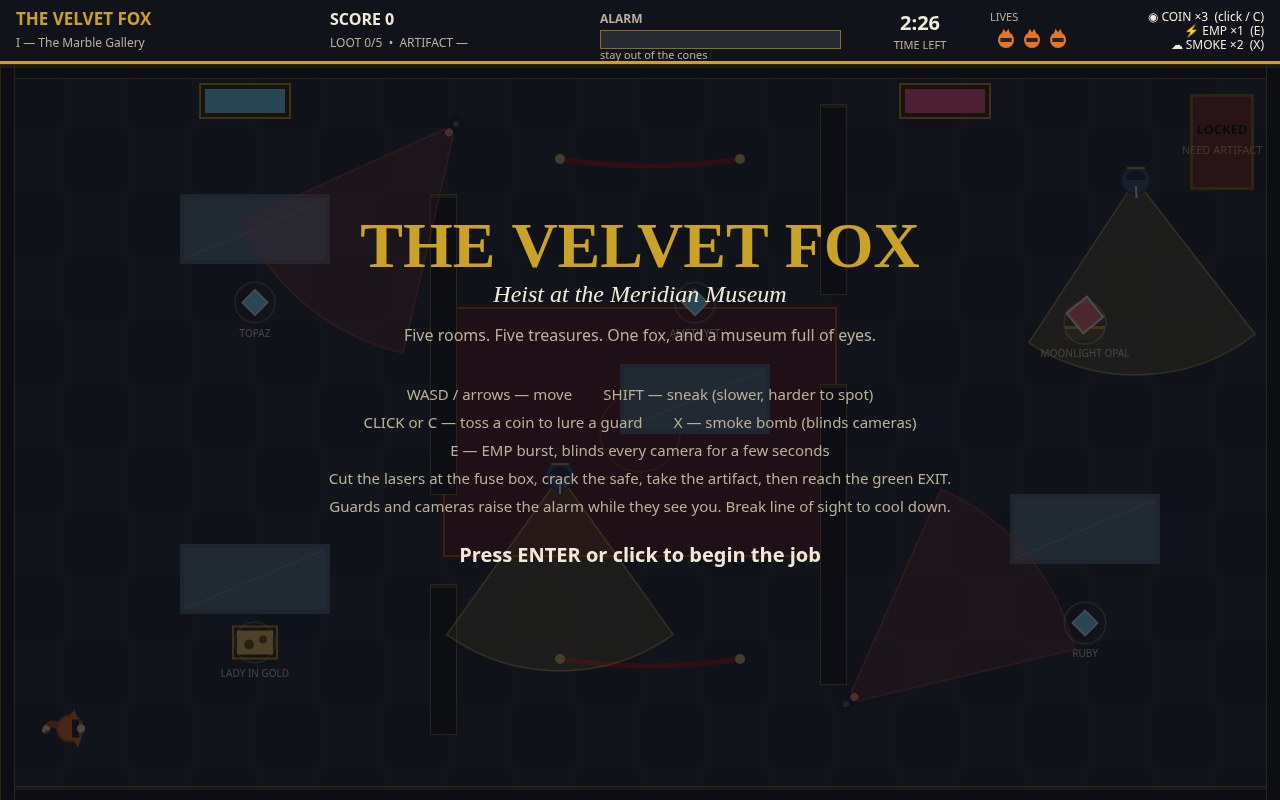 THE VELVET FOX
I — The Marble Gallery
SCORE 0
LOOT 0/5 • ARTIFACT —
ALARM
stay out of the cones
2:26
TIME LEFT
LIVES
◉ COIN ×3 (click / C)
⚡ EMP ×1 (E)
☁ SMOKE ×2 (X)
LOCKED
NEED ARTIFACT
THE VELVET FOX
Heist at the Meridian Museum
TOPAZ
Five rooms. Five treasures. One fox, and a museum full of eyes.
MOONLIGHT OPAL
WASD / arrows — move SHIFT — sneak (slower, harder to spot)
CLICK or C — toss a coin to lure a guard X — smoke bomb (blinds cameras)
E — EMP burst, blinds every camera for a few seconds
Cut the lasers at the fuse box, crack the safe, take the artifact, then reach the green EXIT.
Guards and cameras raise the alarm while they see you. Break line of sight to cool down.
Press ENTER or click to begin the job
RUBY
LADY IN GOLD